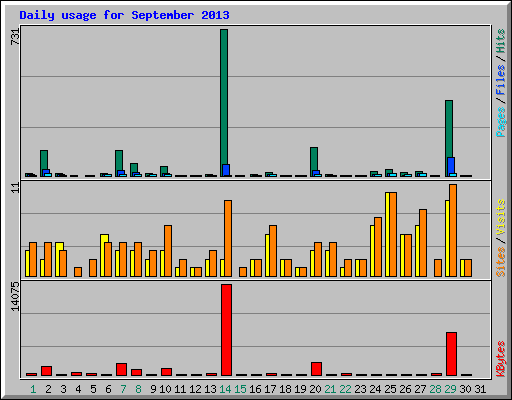 Daily usage for September 2013
731
Pages/Files/Hits
11
Sites/Visits
14075
KBytes
1 2 3 4 5 6 7 8 9 10 11 12 13 14 15 16 17 18 19 20 21 22 23 24 25 26 27 28 29 30 31